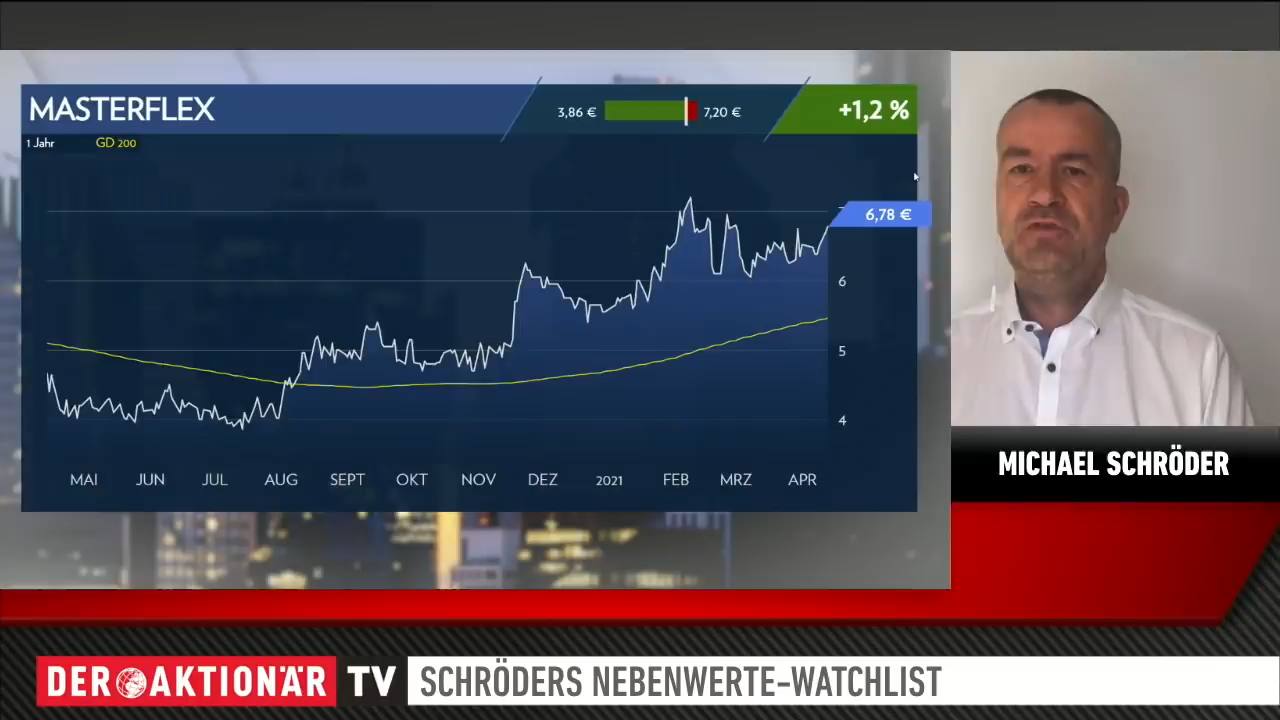 MASTERFLEX
3,86 € 7,20 €
+1,2 %
1 Jahr GD 200
7
6,78 €
6
5
4
MAI JUN JUL AUG SEPT OKT NOV DEZ 2021 FEB MRZ APR
MICHAEL SCHRÖDER
DER AKTIONÄR TV
SCHRÖDERS NEBENWERTE-WATCHLIST